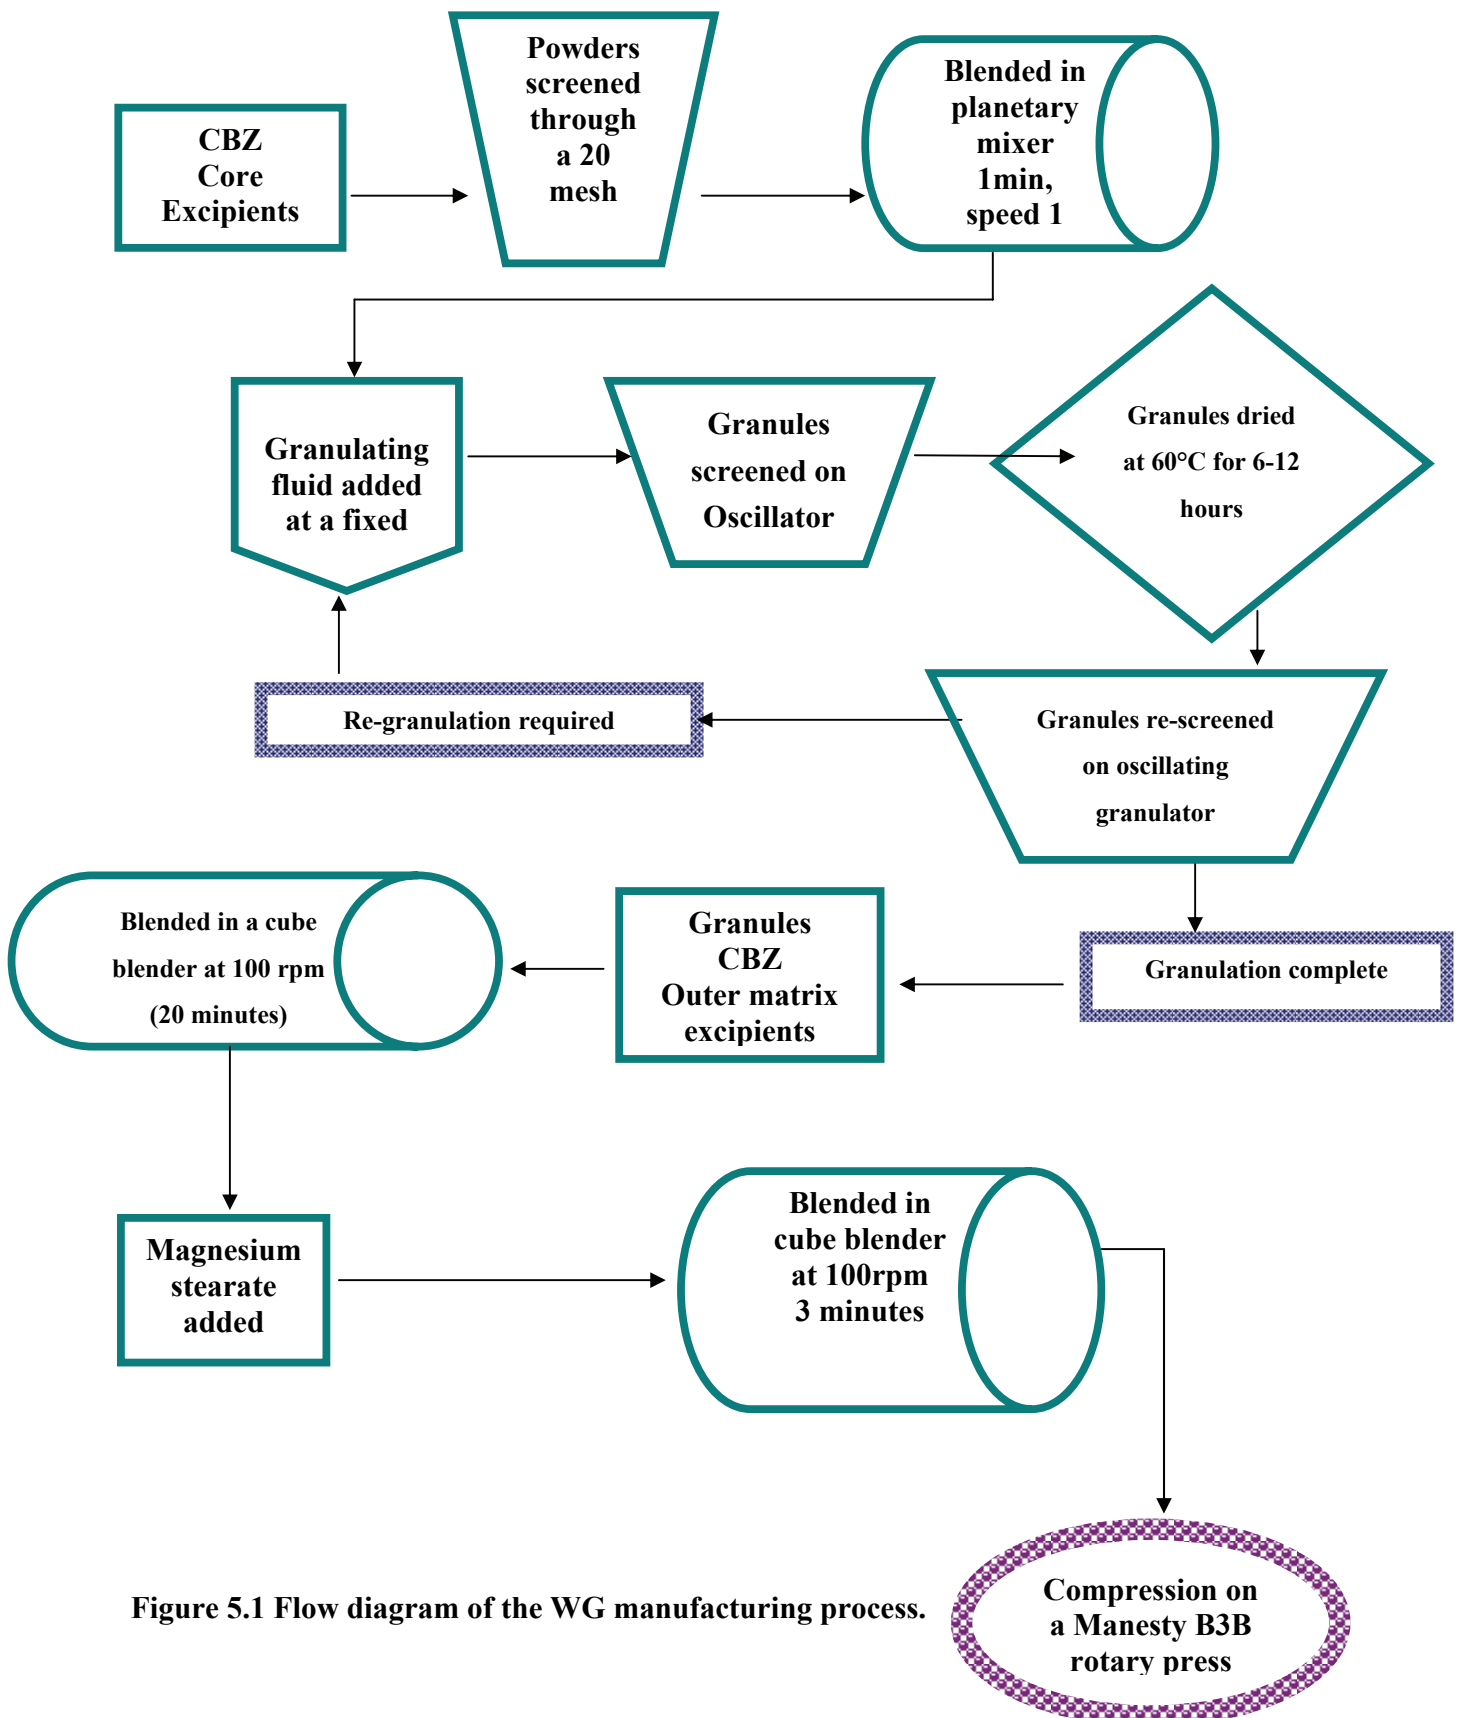 CBZ
Core
Excipients
Powders
screened
through
a 20
mesh
Blended in
planetary
mixer
1min,
speed 1
Granulating
fluid added
at a fixed
Granules
screened on
Oscillator
Granules dried
at 60°C for 6-12
hours
Re-granulation required
Granules re-screened
on oscillating
granulator
Blended in a cube
blender at 100 rpm
(20 minutes)
Granules
CBZ
Outer matrix
excipients
Granulation complete
Magnesium
stearate
added
Blended in
cube blender
at 100rpm
3 minutes
Compression on
a Manesty B3B
rotary press
Figure 5.1 Flow diagram of the WG manufacturing process.